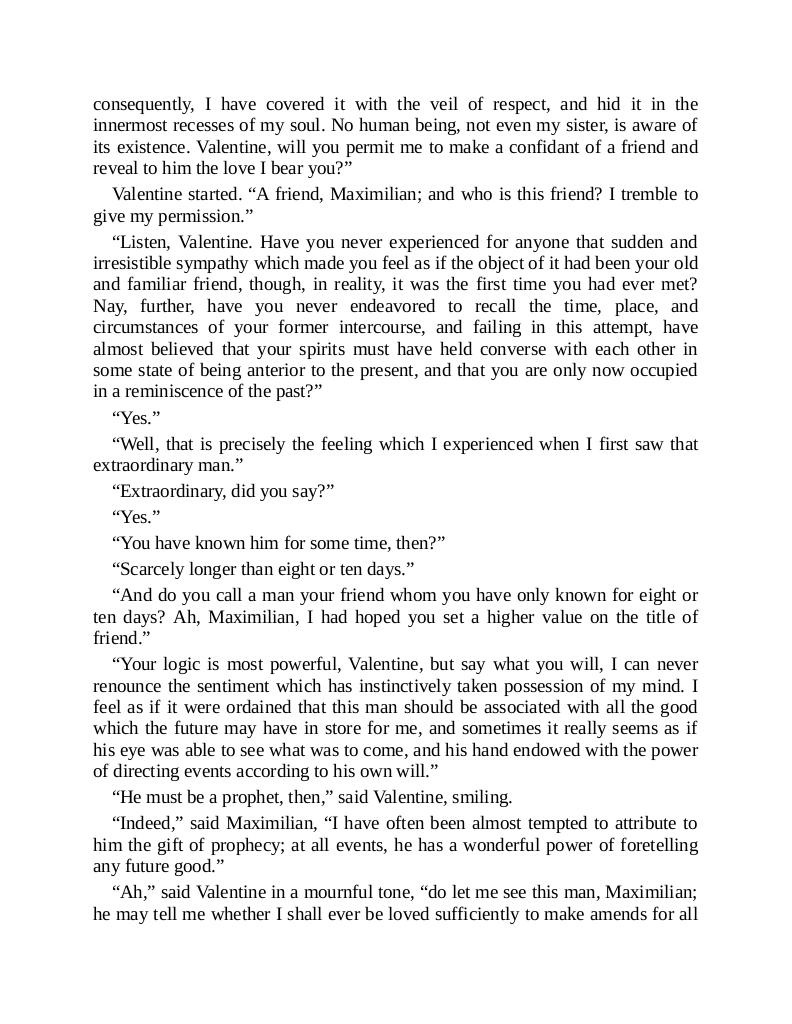 consequently, I have covered it with the veil of respect, and hid it in the
innermost recesses of my soul. No human being, not even my sister, is aware of
its existence. Valentine, will you permit me to make a confidant of a friend and
reveal to him the love I bear you?”
Valentine started. “A friend, Maximilian; and who is this friend? I tremble to
give my permission.”
“Listen, Valentine. Have you never experienced for anyone that sudden and
irresistible sympathy which made you feel as if the object of it had been your old
and familiar friend, though, in reality, it was the first time you had ever met?
Nay, further, have you never endeavored to recall the time, place, and
circumstances of your former intercourse, and failing in this attempt, have
almost believed that your spirits must have held converse with each other in
some state of being anterior to the present, and that you are only now occupied
in a reminiscence of the past?”
“Yes.”
“Well, that is precisely the feeling which I experienced when I first saw that
extraordinary man.”
“Extraordinary, did you say?”
“Yes.”
“You have known him for some time, then?”
“Scarcely longer than eight or ten days.”
“And do you call a man your friend whom you have only known for eight or
ten days? Ah, Maximilian, I had hoped you set a higher value on the title of
friend.”
“Your logic is most powerful, Valentine, but say what you will, I can never
renounce the sentiment which has instinctively taken possession of my mind. I
feel as if it were ordained that this man should be associated with all the good
which the future may have in store for me, and sometimes it really seems as if
his eye was able to see what was to come, and his hand endowed with the power
of directing events according to his own will.”
“He must be a prophet, then,” said Valentine, smiling.
“Indeed,” said Maximilian, “I have often been almost tempted to attribute to
him the gift of prophecy; at all events, he has a wonderful power of foretelling
any future good.”
“Ah,” said Valentine in a mournful tone, “do let me see this man, Maximilian;
he may tell me whether I shall ever be loved sufficiently to make amends for all